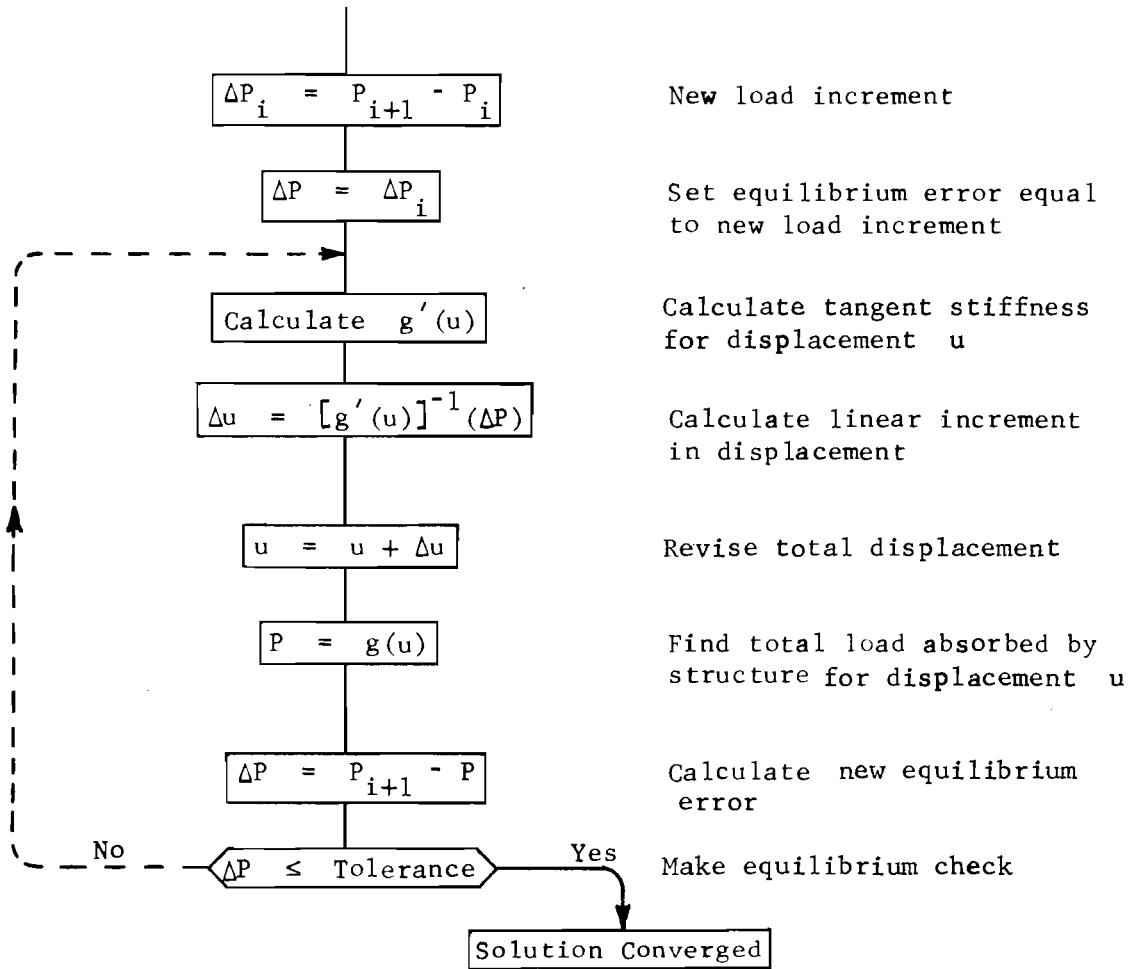 ΔP_i = P_{i+1} - P_i
New load increment
ΔP = ΔP_i
Set equilibrium error equal
to new load increment
Calculate g'(u)
Calculate tangent stiffness
for displacement u
Δu = [g'(u)]^{-1}(ΔP)
Calculate linear increment
in displacement
u = u + Δu
Revise total displacement
P = g(u)
Find total load absorbed by
structure for displacement u
ΔP = P_{i+1} - P
Calculate new equilibrium
error
No
ΔP ≤ Tolerance
Yes
Make equilibrium check
Solution Converged